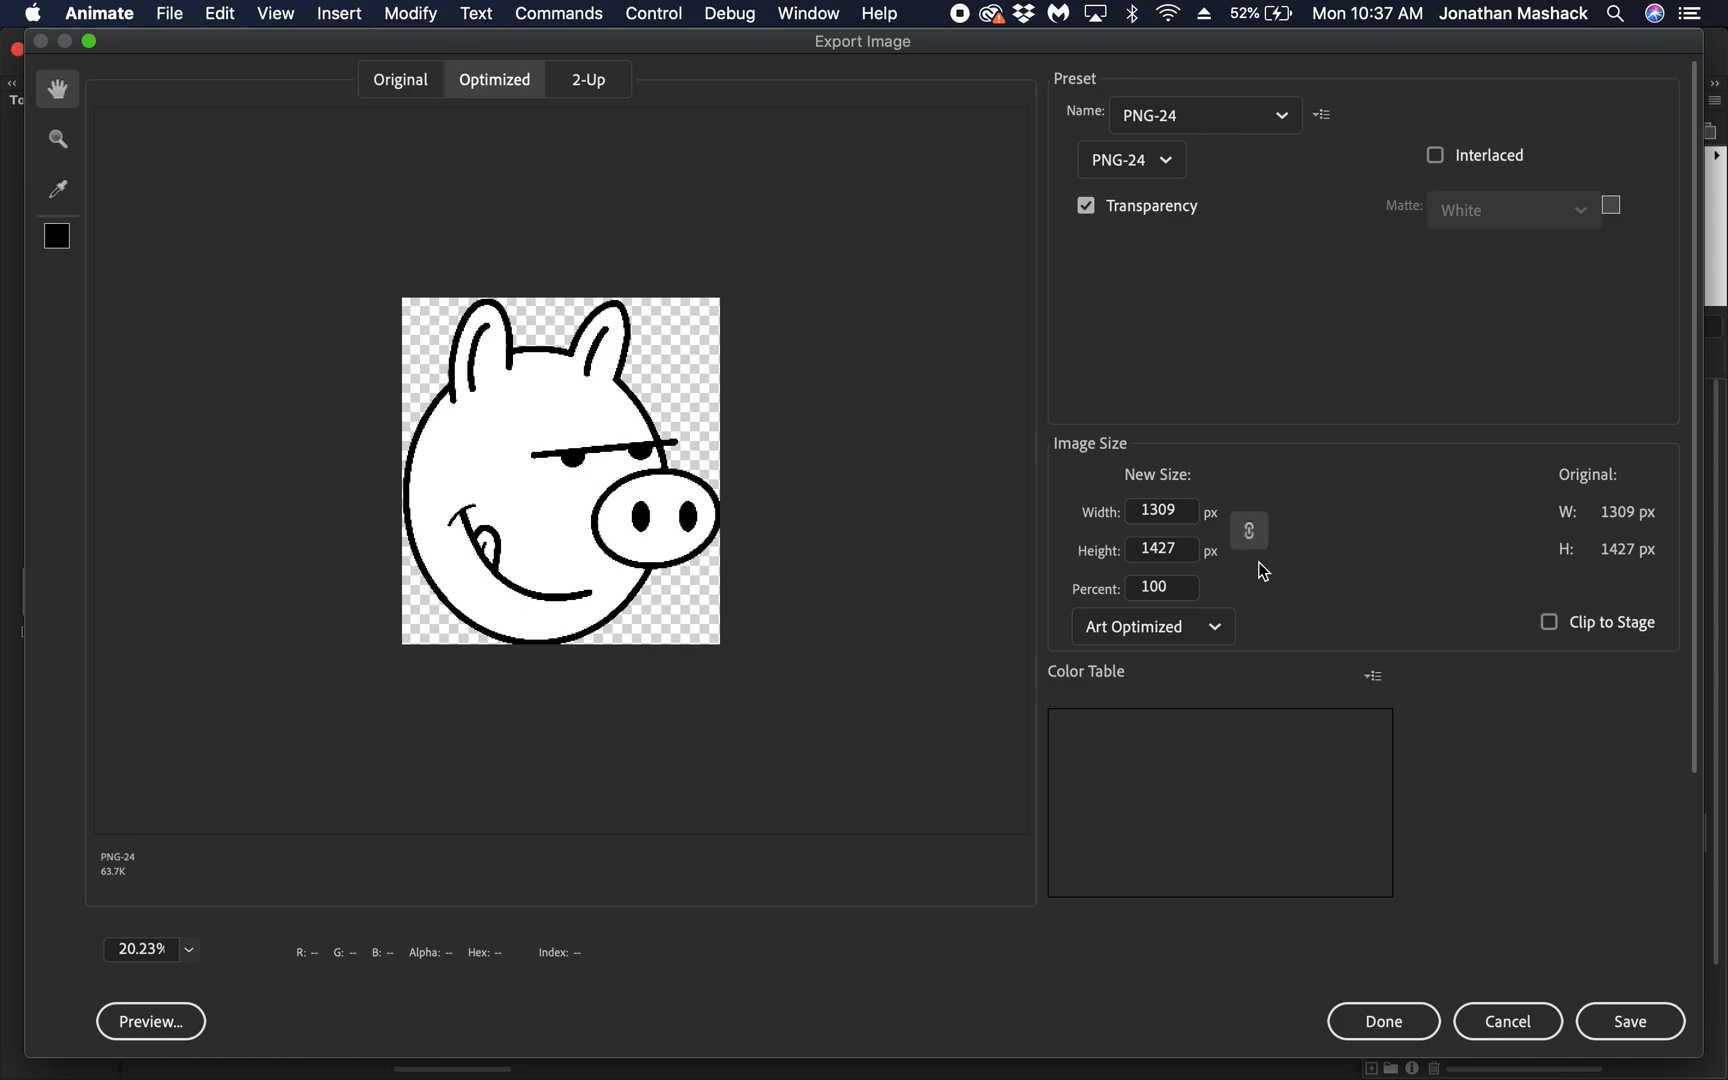 Animate File Edit View Insert Modify Text Commands Control Debug Window Help 52% Mon 10:37 AM Jonathan Mashack
Export Image
To
Original Optimized 2-Up
Preset
Name: PNG-24
PNG-24
Interlaced
Transparency
Matte: White
Image Size
New Size:
Original:
Width: 1309 px
W: 1309 px
Height: 1427 px
H: 1427 px
Percent: 100
Art Optimized
Clip to Stage
Color Table
PNG-24
63.7K
20.23%
R: -- G: -- B: -- Alpha: -- Hex: -- Index: --
Preview...
Done Cancel Save